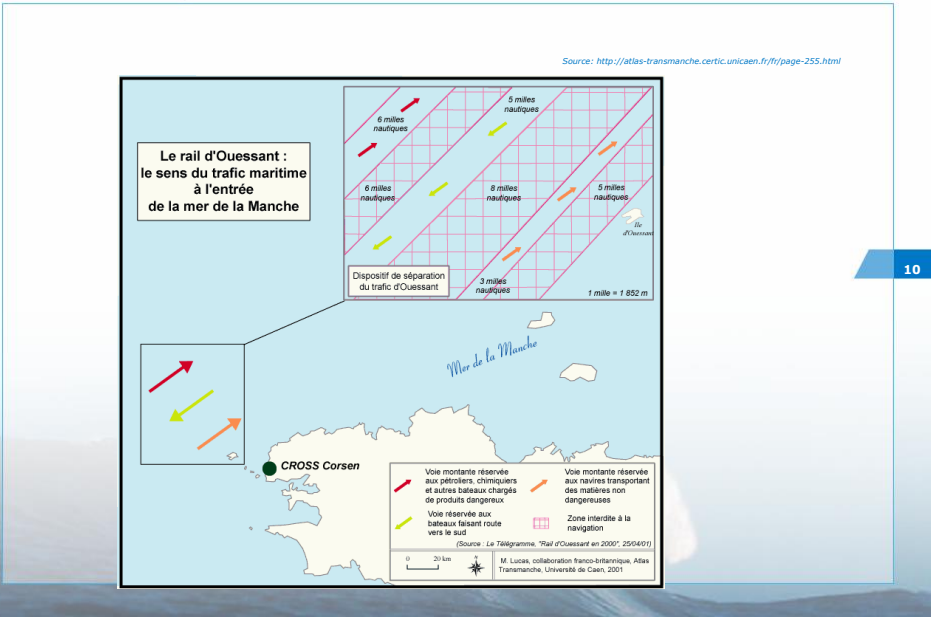 Source: http://atlas-transmanche.certic.unicaen.fr/fr/page-255.html
Le rail d'Ouessant :
le sens du trafic maritime
à l'entrée
de la mer de la Manche
5 milles
nautiques
6 milles
nautiques
6 milles
nautiques
8 milles
nautiques
5 milles
nautiques
Ile
d'Ouessant
Dispositif de séparation
du trafic d'Ouessant
3 milles
nautiques
1 mille = 1 852 m
10
Mer de la Manche
CROSS Corsen
Voie montante réservée
aux pétroliers, chimiquiers
et autres bateaux chargés
de produits dangereux
Voie montante réservée
aux navires transportant
des matières non
dangereuses
Voie réservée aux
bateaux faisant route
vers le sud
Zone interdite à la
navigation
(Source : Le Télégramme, "Rail d'Ouessant en 2000", 25/04/01)
0 20 km
N
M. Lucas, collaboration franco-britannique, Atlas
Transmanche, Université de Caen, 2001